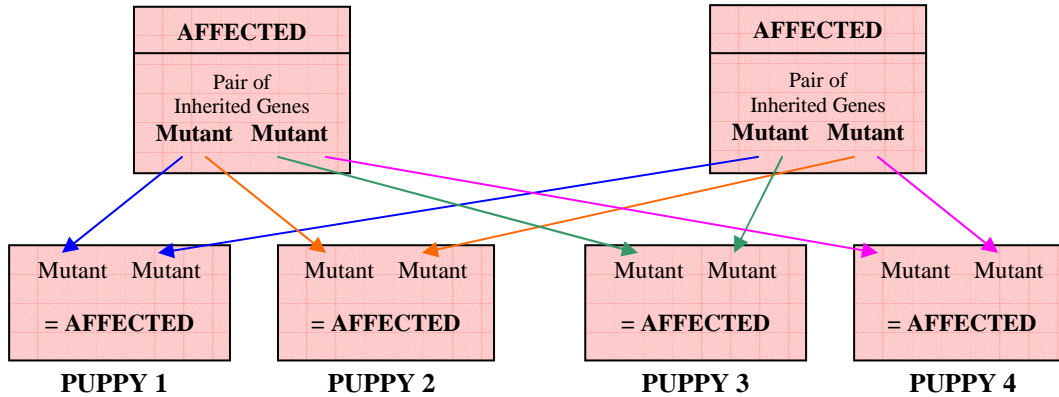 AFFECTED
Pair of
Inherited Genes
Mutant Mutant
AFFECTED
Pair of
Inherited Genes
Mutant Mutant
Mutant Mutant
= AFFECTED
PUPPY 1
Mutant Mutant
= AFFECTED
PUPPY 2
Mutant Mutant
= AFFECTED
PUPPY 3
Mutant Mutant
= AFFECTED
PUPPY 4